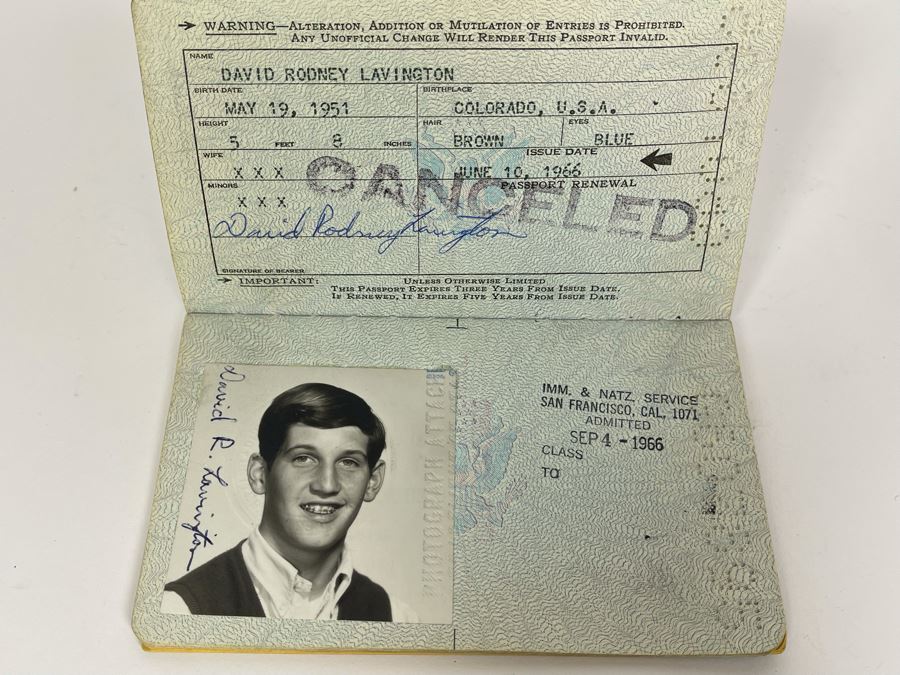 WARNING—ALTERATION, ADDITION OR MUTILATION OF ENTRIES IS PROHIBITED.
ANY UNOFFICIAL CHANGE WILL RENDER THIS PASSPORT INVALID.
NAME
DAVID RODNEY LAVINGTON
BIRTH DATE BIRTHPLACE
MAY 19, 1951 COLORADO, U.S.A.
HEIGHT HAIR EYES
5 FEET 8 INCHES BROWN BLUE
WIFE ISSUE DATE
X X X JUNE 10, 1966
MINORS PASSPORT RENEWAL
X X X
CANCELED
David Rodney Lavington
SIGNATURE OF BEARER
IMPORTANT: UNLESS OTHERWISE LIMITED
THIS PASSPORT EXPIRES THREE YEARS FROM ISSUE DATE.
IF RENEWED, IT EXPIRES FIVE YEARS FROM ISSUE DATE.
David R. Lavington
PHOTOGRAPH ATTACH
IMM. & NATZ. SERVICE
SAN FRANCISCO, CAL. 1071
ADMITTED
SEP 4 - 1966
CLASS
TO